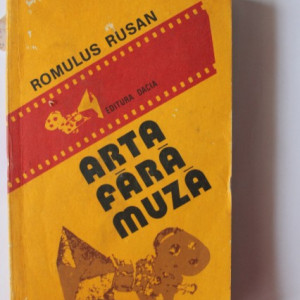 ROMULUS RUSAN
EDITURA DACIA
ARTA
FĂRĂ
MUZĂ